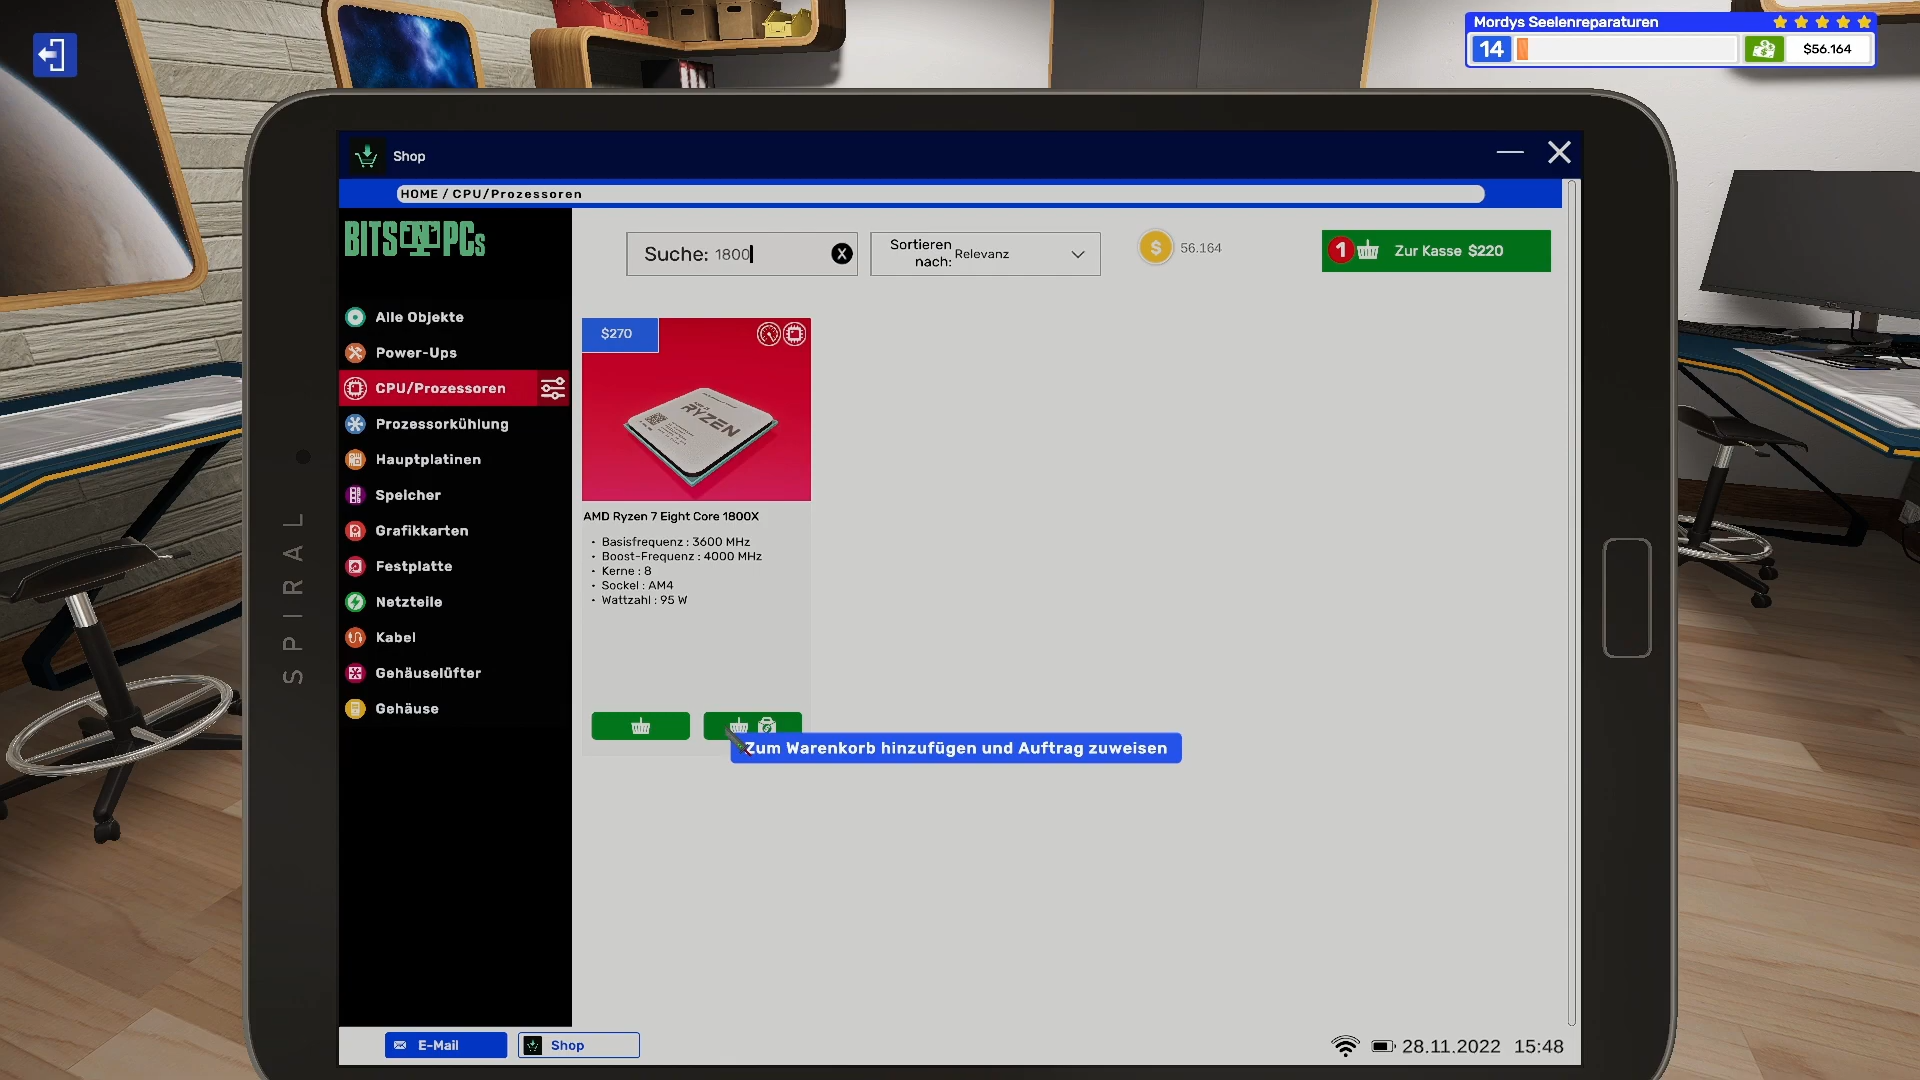 Mordys Seelenreparaturen
14
$56.164
Shop
HOME / CPU/Prozessoren
BITS N PCs
Suche: 1800
X
Sortieren nach: Relevanz
$ 56.164
1 Zur Kasse $220
Alle Objekte
Power-Ups
CPU/Prozessoren
Prozessorkühlung
Hauptplatinen
Speicher
Grafikkarten
Festplatte
Netzteile
Kabel
Gehäuselüfter
Gehäuse
$270
RYZEN
AMD Ryzen 7 Eight Core 1800X
• Basisfrequenz : 3600 MHz
• Boost-Frequenz : 4000 MHz
• Kerne : 8
• Sockel : AM4
• Wattzahl : 95 W
Zum Warenkorb hinzufügen und Auftrag zuweisen
SPIRAL
E-Mail
Shop
28.11.2022 15:48